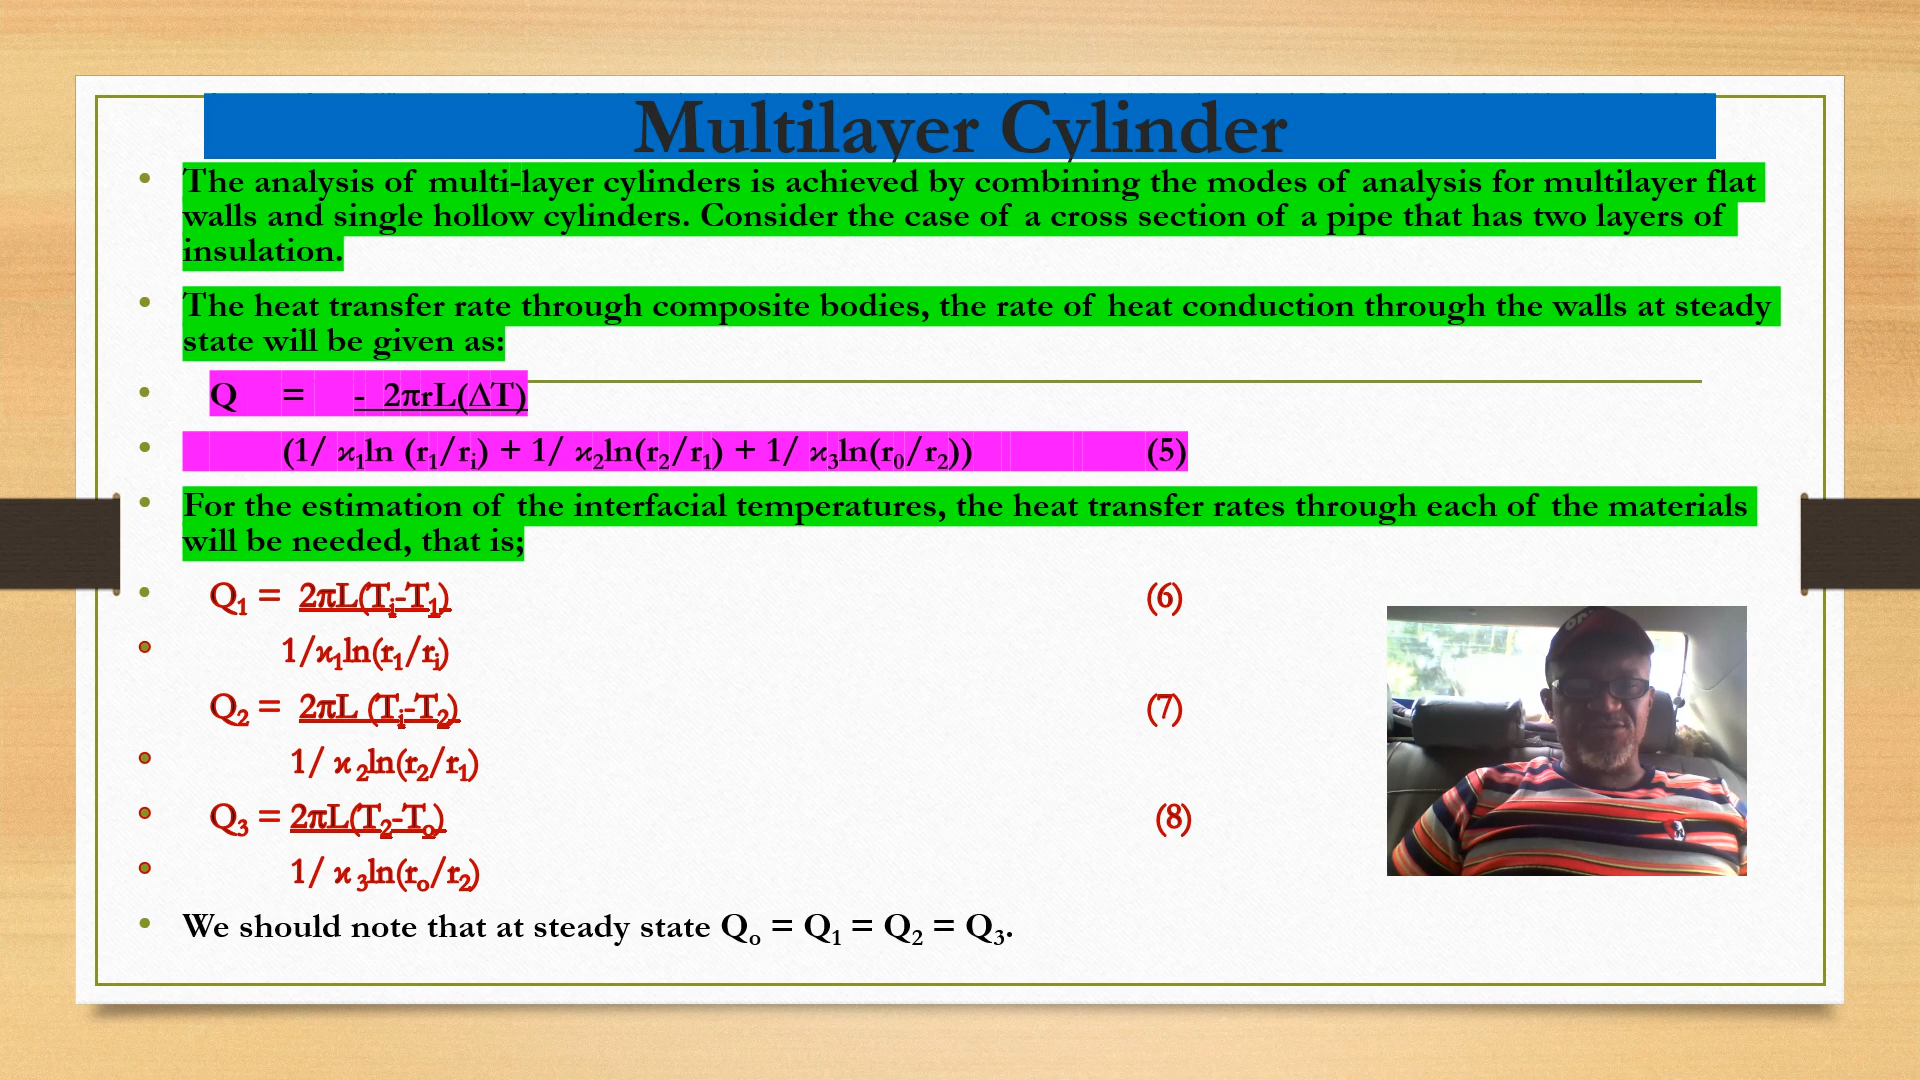 Multilayer Cylinder
• The analysis of multi-layer cylinders is achieved by combining the modes of analysis for multilayer flat
walls and single hollow cylinders. Consider the case of a cross section of a pipe that has two layers of
insulation.
• The heat transfer rate through composite bodies, the rate of heat conduction through the walls at steady
state will be given as:
• Q = - 2πrL(ΔT)
• (1/ ϰ₁ln (r₁/rᵢ) + 1/ ϰ₂ln(r₂/r₁) + 1/ ϰ₃ln(r₀/r₂)) (5)
• For the estimation of the interfacial temperatures, the heat transfer rates through each of the materials
will be needed, that is;
• Q₁ = 2πL(Tᵢ-T₁) (6)
• 1/ϰ₁ln(r₁/rᵢ)
Q₂ = 2πL (Tᵢ-T₂) (7)
• 1/ ϰ ₂ln(r₂/r₁)
• Q₃ = 2πL(T₂-Tₒ) (8)
• 1/ ϰ ₃ln(rₒ/r₂)
• We should note that at steady state Qₒ = Q₁ = Q₂ = Q₃.